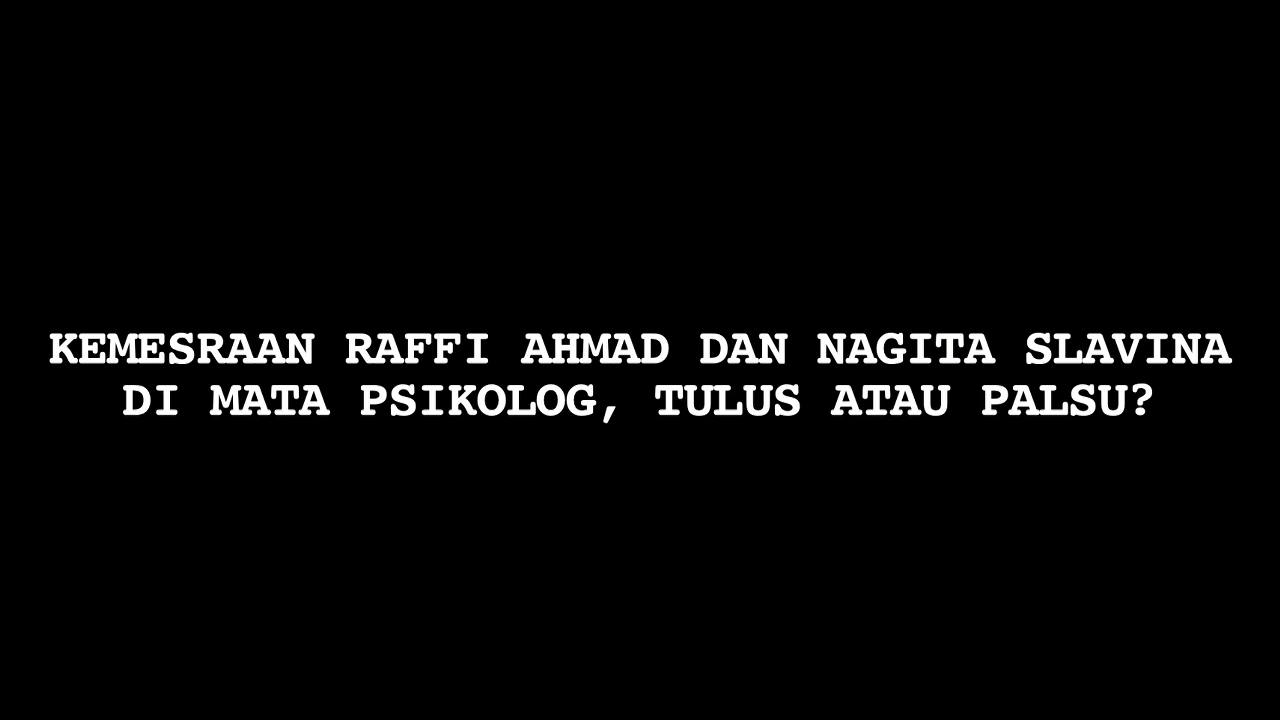 KEMESRAAN RAFFI AHMAD DAN NAGITA SLAVINA
DI MATA PSIKOLOG, TULUS ATAU PALSU?